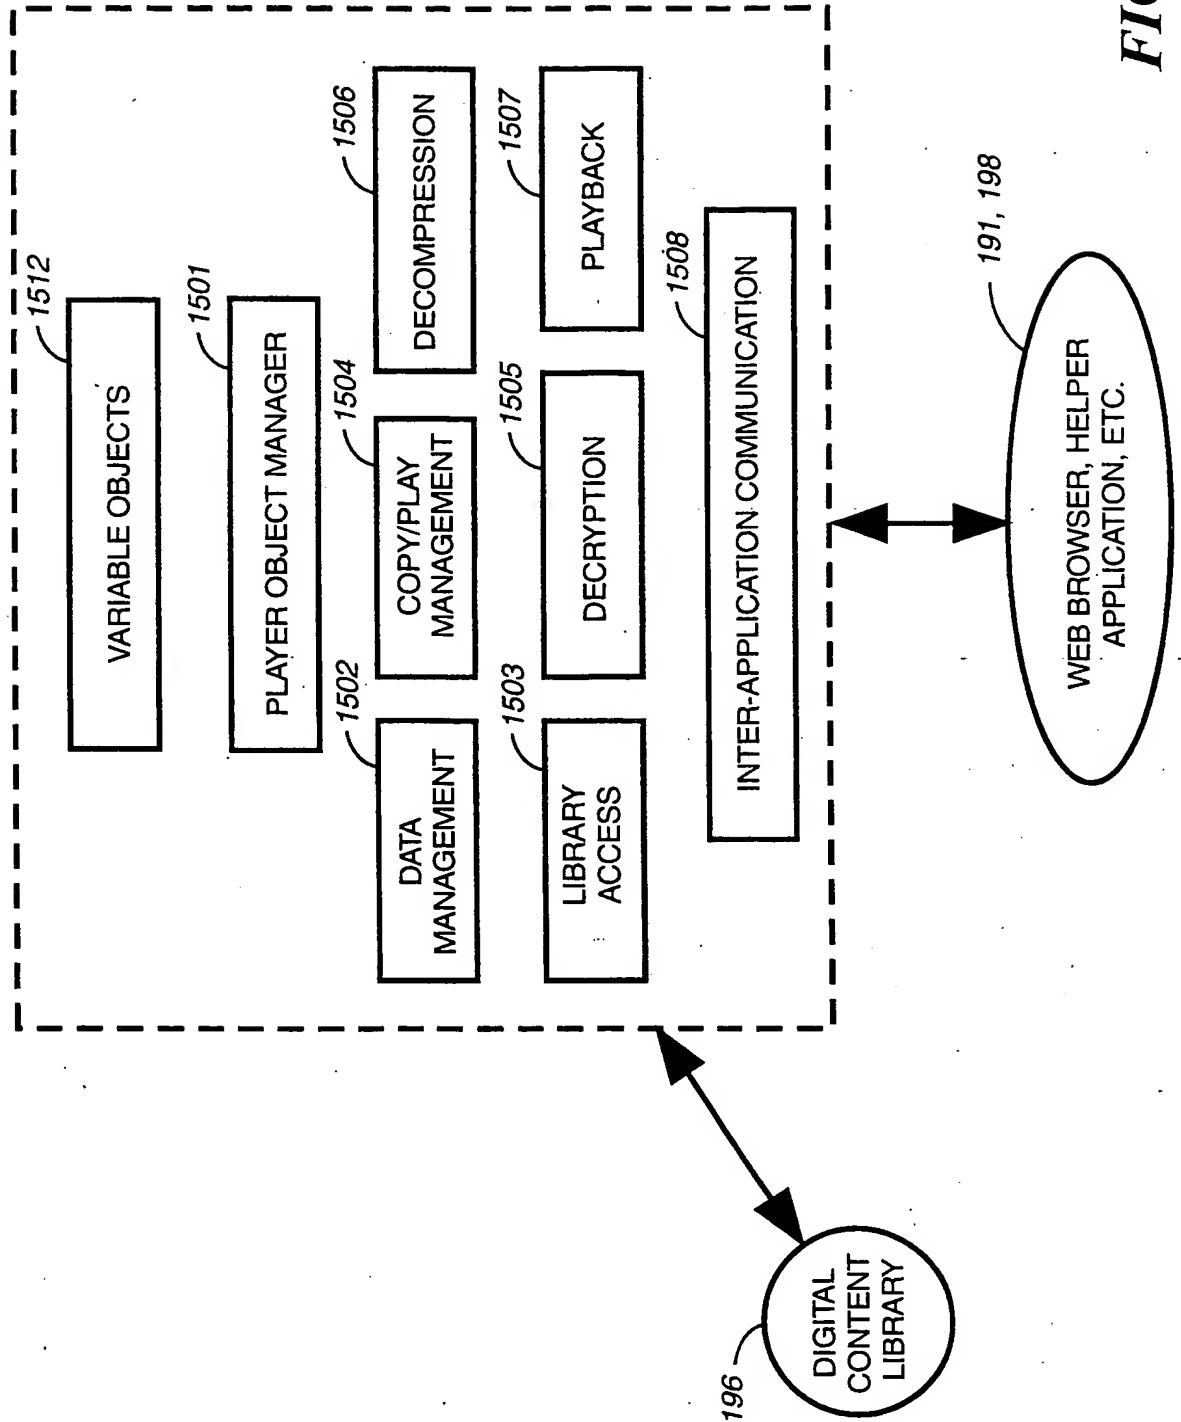 1512
VARIABLE OBJECTS
1501
PLAYER OBJECT MANAGER
1502
DATA
MANAGEMENT
1504
COPY/PLAY
MANAGEMENT
1506
DECOMPRESSION
1503
LIBRARY
ACCESS
1505
DECRYPTION
1507
PLAYBACK
1508
INTER-APPLICATION COMMUNICATION
196
DIGITAL
CONTENT
LIBRARY
191, 198
WEB BROWSER, HELPER
APPLICATION, ETC.